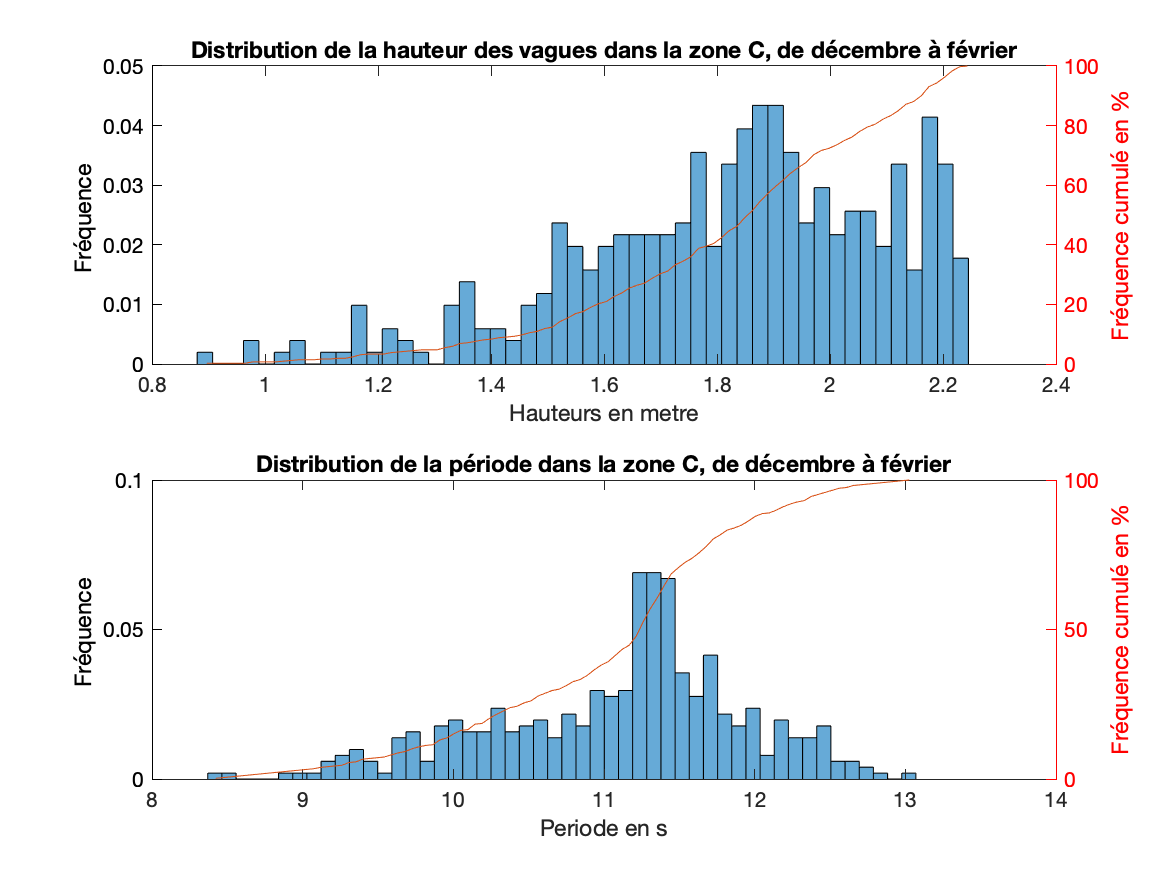 Distribution de la hauteur des vagues dans la zone C, de décembre à février
0.05
0.04
0.03
0.02
0.01
0
Fréquence
100
80
60
40
20
0
Fréquence cumulé en %
0.8 1 1.2 1.4 1.6 1.8 2 2.2 2.4
Hauteurs en metre
Distribution de la période dans la zone C, de décembre à février
0.1
0.05
0
Fréquence
100
50
0
Fréquence cumulé en %
8 9 10 11 12 13 14
Periode en s